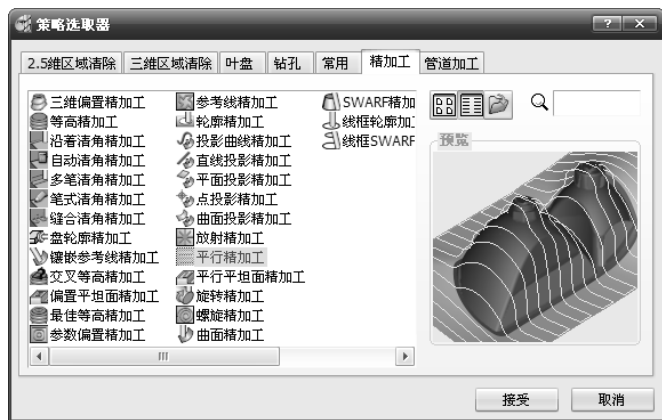 策略选取器
2.5维区域清除 三维区域清除 叶盘 钻孔 常用 精加工 管道加工
三维偏置精加工
等高精加工
沿着清角精加工
自动清角精加工
多笔清角精加工
笔式清角精加工
缝合清角精加工
盘轮廓精加工
镶嵌参考线精加工
交叉等高精加工
偏置平坦面精加工
最佳等高精加工
参数偏置精加工
参考线精加工
轮廓精加工
投影曲线精加工
直线投影精加工
平面投影精加工
点投影精加工
曲面投影精加工
放射精加工
平行精加工
平行平坦面精加工
旋转精加工
螺旋精加工
曲面精加工
SWARF精加
线框轮廓加
线框SWARF
预览
接受 取消